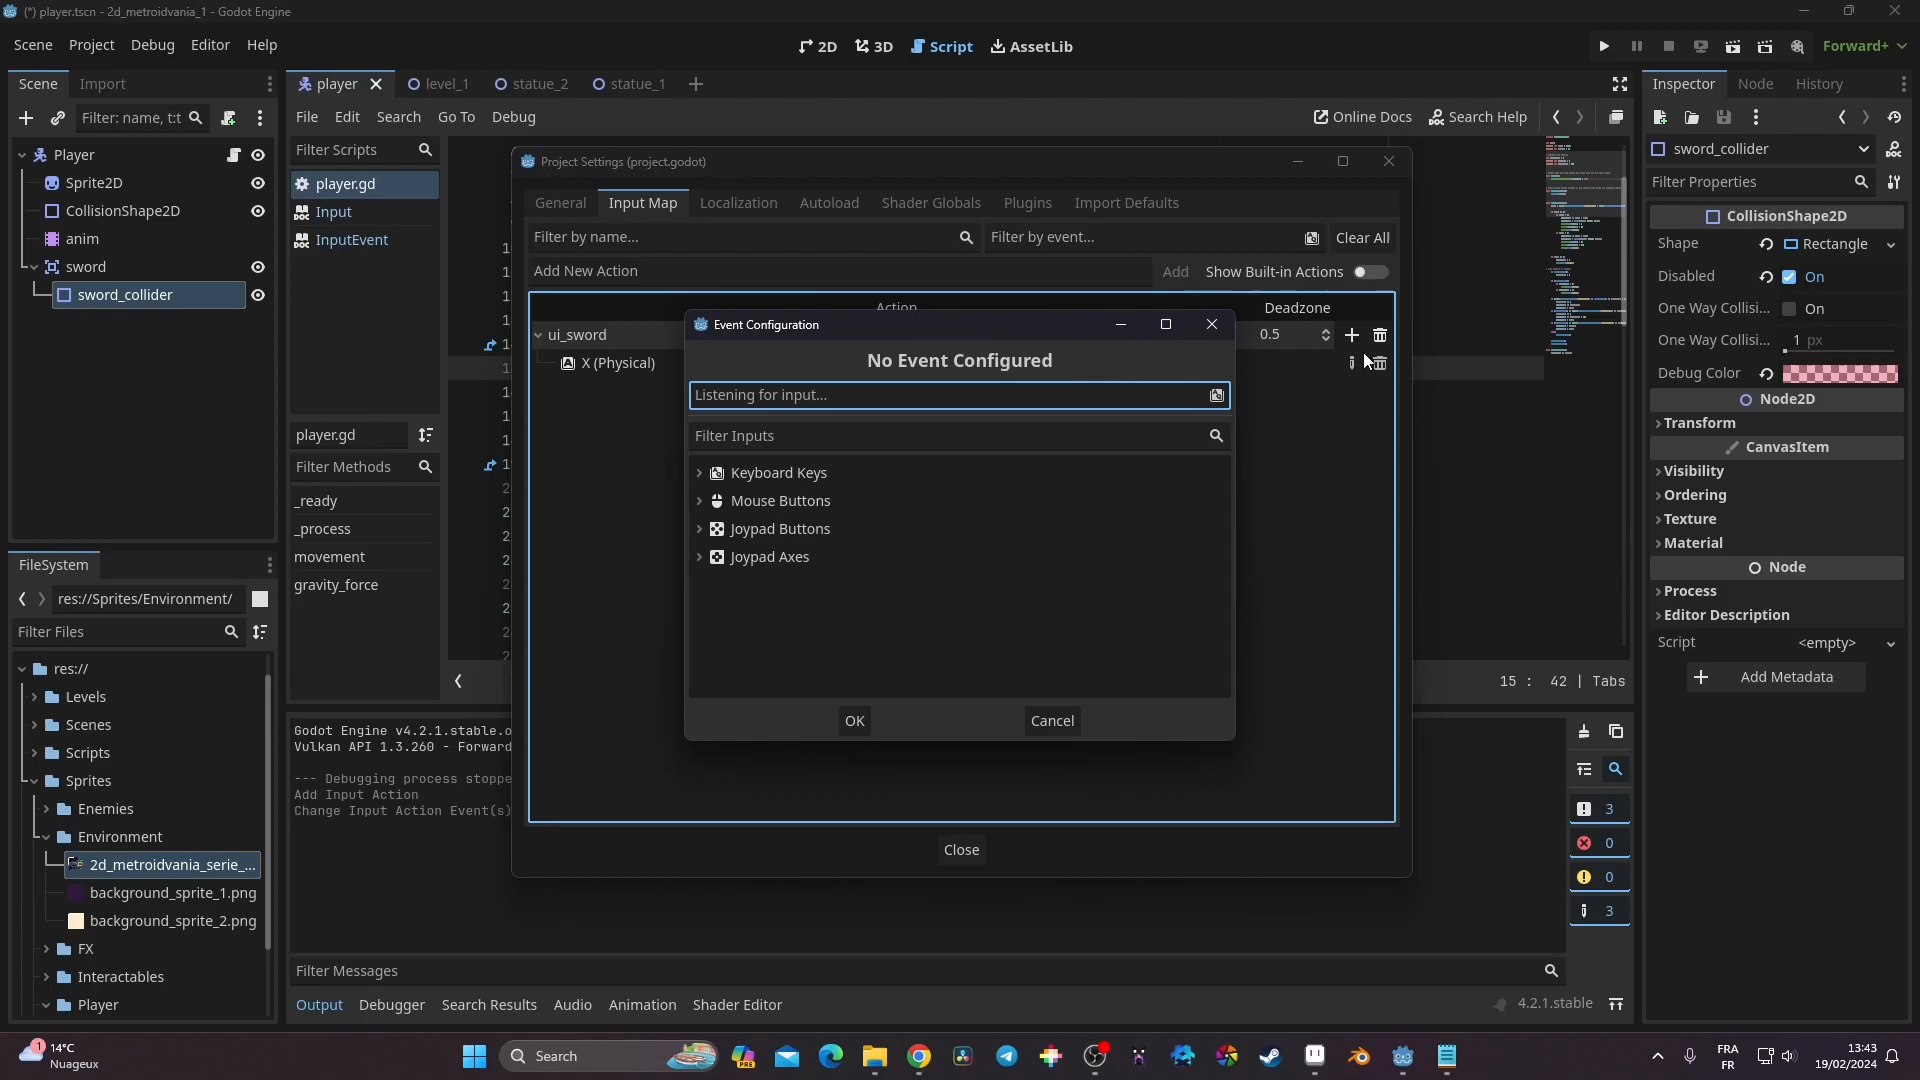 (*) player.tscn - 2d_metroidvania_1 - Godot Engine
Scene Project Debug Editor Help
2D 3D Script AssetLib
Forward+
Scene Import
player level_1 statue_2 statue_1
Inspector Node History
Filter: name, t:t
File Edit Search Go To Debug
Online Docs Search Help
Filter Scripts
player.gd
Input
InputEvent
Player
Sprite2D
CollisionShape2D
anim
sword
sword_collider
player.gd
Filter Methods
_ready
_process
movement
gravity_force
Project Settings (project.godot)
General Input Map Localization Autoload Shader Globals Plugins Import Defaults
Filter by name... Filter by event... Clear All
Add New Action Add Show Built-in Actions
Action Deadzone
ui_sword 0.5
X (Physical)
Event Configuration
No Event Configured
Listening for input...
Filter Inputs
Keyboard Keys
Mouse Buttons
Joypad Buttons
Joypad Axes
OK Cancel
Close
15 : 42 | Tabs
sword_collider
Filter Properties
CollisionShape2D
Shape Rectangle
Disabled On
One Way Collisi... On
One Way Collisi... 1 px
Debug Color
Node2D
Transform
CanvasItem
Visibility
Ordering
Texture
Material
Node
Process
Editor Description
Script <empty>
Add Metadata
FileSystem
res://Sprites/Environment/
Filter Files
res://
Levels
Scenes
Scripts
Sprites
Enemies
Environment
2d_metroidvania_serie_...
background_sprite_1.png
background_sprite_2.png
FX
Interactables
Player
Godot Engine v4.2.1.stable.o
Vulkan API 1.3.260 - Forward
--- Debugging process stoppe
Add Input Action
Change Input Action Event(s)
3
0
0
3
Filter Messages
Output Debugger Search Results Audio Animation Shader Editor
4.2.1.stable
1
14°C
Nuageux
Search
PRE
FRA
FR
13:43
19/02/2024